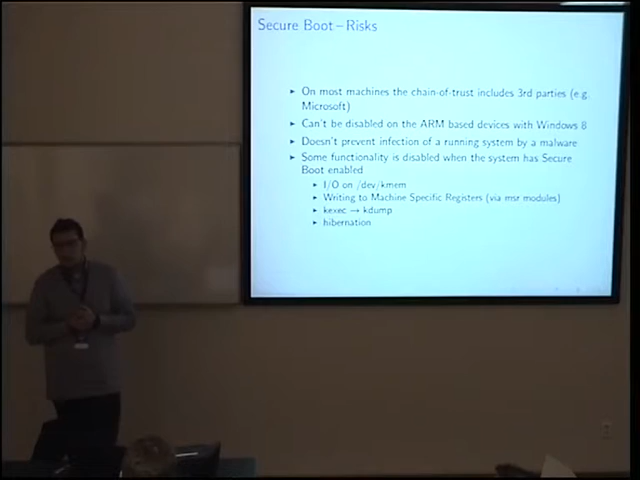 Secure Boot – Risks
▸ On most machines the chain-of-trust includes 3rd parties (e.g.
Microsoft)
▸ Can't be disabled on the ARM based devices with Windows 8
▸ Doesn't prevent infection of a running system by a malware
▸ Some functionality is disabled when the system has Secure
Boot enabled
▸ I/O on /dev/kmem
▸ Writing to Machine Specific Registers (via msr modules)
▸ kexec → kdump
▸ hibernation